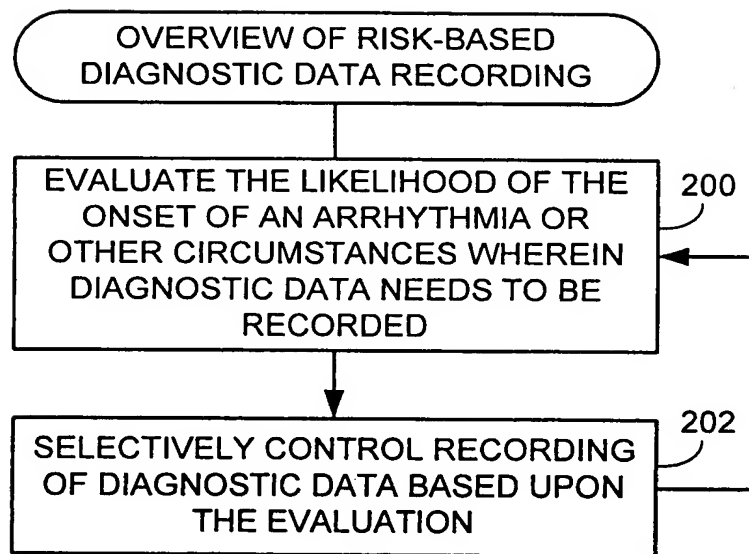 OVERVIEW OF RISK-BASED
DIAGNOSTIC DATA RECORDING
EVALUATE THE LIKELIHOOD OF THE
ONSET OF AN ARRHYTHMIA OR
OTHER CIRCUMSTANCES WHEREIN
DIAGNOSTIC DATA NEEDS TO BE
RECORDED
200
SELECTIVELY CONTROL RECORDING
OF DIAGNOSTIC DATA BASED UPON
THE EVALUATION
202